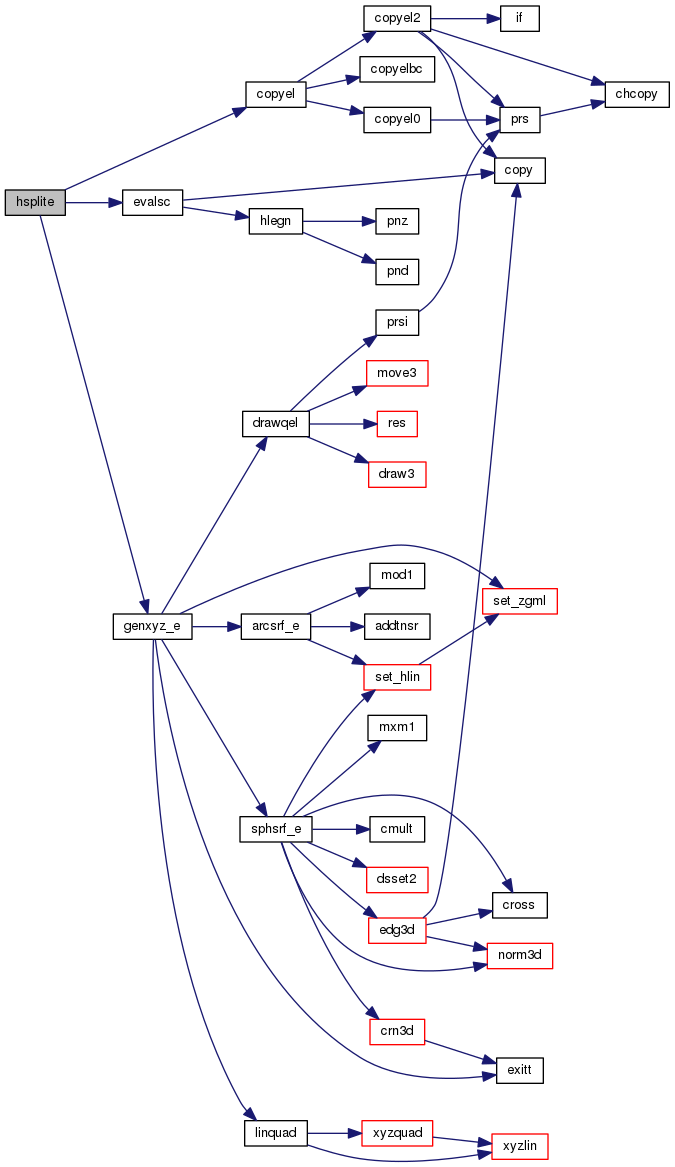 copyel2
if
copyelbc
copyel
chcopy
copyel0
prs
copy
hsplite
evalsc
hlegn
pnz
pnd
prsi
move3
drawqel
res
draw3
mod1
set_zgml
genxyz_e
arcsrf_e
addtnsr
set_hlin
mxm1
sphsrf_e
cmult
dsset2
cross
edg3d
norm3d
crn3d
exitt
linquad
xyzquad
xyzlin